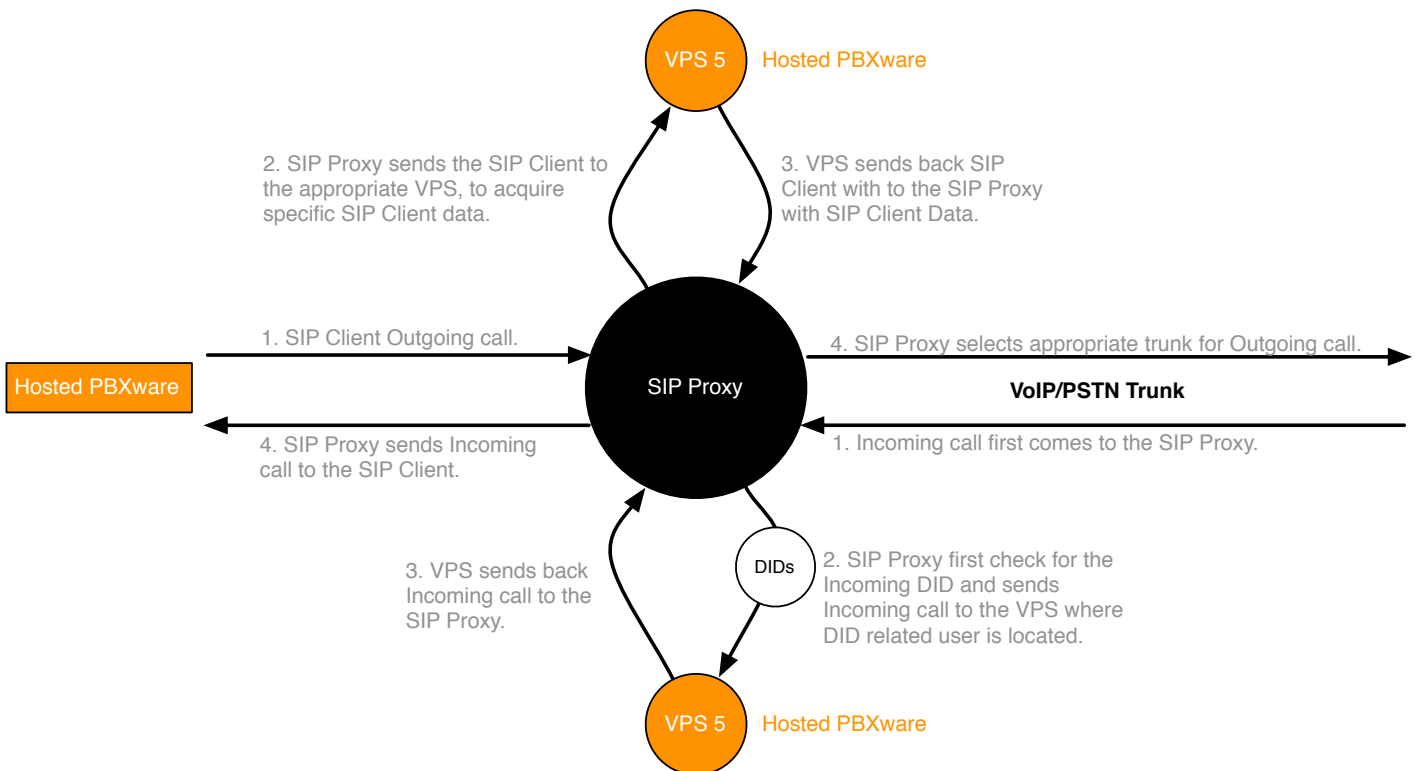 VPS 5
Hosted PBXware
2. SIP Proxy sends the SIP Client to
the appropriate VPS, to acquire
specific SIP Client data.
3. VPS sends back SIP
Client with to the SIP Proxy
with SIP Client Data.
1. SIP Client Outgoing call.
4. SIP Proxy selects appropriate trunk for Outgoing call.
Hosted PBXware
SIP Proxy
VoIP/PSTN Trunk
4. SIP Proxy sends Incoming
call to the SIP Client.
1. Incoming call first comes to the SIP Proxy.
3. VPS sends back
Incoming call to the
SIP Proxy.
DIDs
2. SIP Proxy first check for the
Incoming DID and sends
Incoming call to the VPS where
DID related user is located.
VPS 5
Hosted PBXware